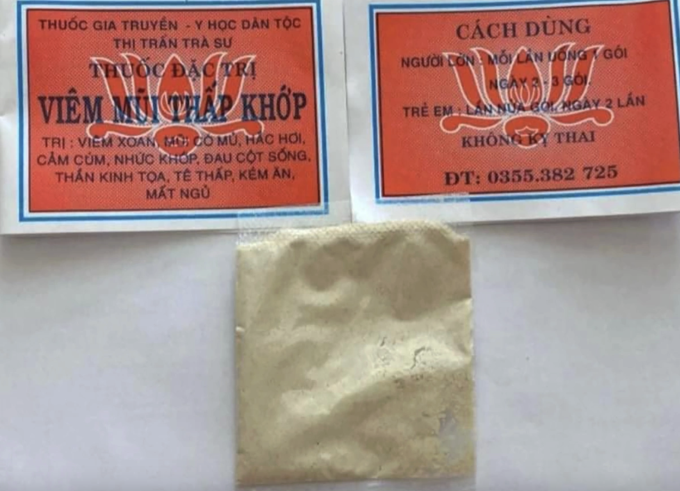 THUỐC GIA TRUYỀN - Y HỌC DÂN TỘC
THỊ TRẤN TRÀ SƯ
THUỐC ĐẶC TRỊ
VIÊM MŨI THẤP KHỚP
TRỊ : VIÊM XOAN, MŨI CÓ MỦ, HẮC HƠI,
CẢM CÚM, NHỨC KHỚP, ĐAU CỘT SỐNG,
THẦN KINH TỌA, TÊ THẤP, KÉM ĂN,
MẤT NGỦ
CÁCH DÙNG
NGƯỜI LỚN : MỖI LẦN UỐNG 1 GÓI
NGÀY 2 - 3 GÓI
TRẺ EM : LẦN NỬA GÓI, NGÀY 2 LẦN
KHÔNG KỴ THAI
ĐT: 0355.382 725